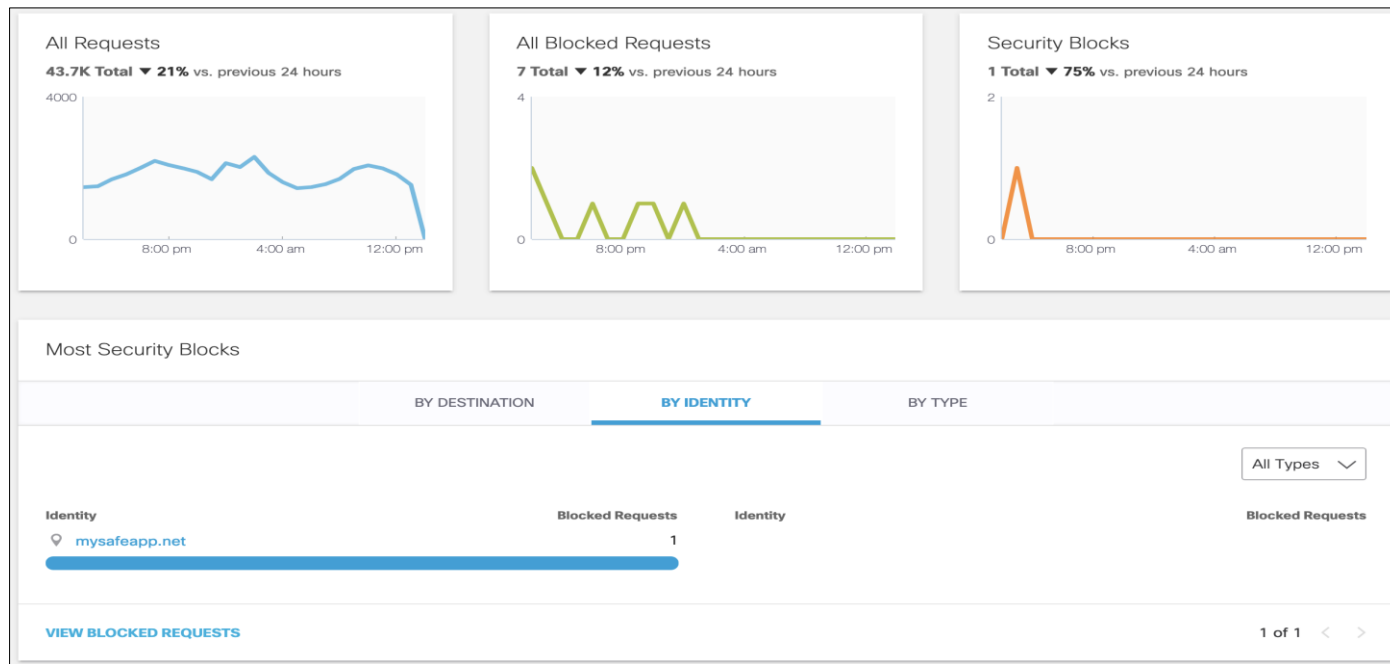 All Requests
43.7K Total ▼ 21% vs. previous 24 hours
4000
0
8:00 pm
4:00 am
12:00 pm
All Blocked Requests
7 Total ▼ 12% vs. previous 24 hours
4
0
8:00 pm
4:00 am
12:00 pm
Security Blocks
1 Total ▼ 75% vs. previous 24 hours
2
0
8:00 pm
4:00 am
12:00 pm
Most Security Blocks
BY DESTINATION
BY IDENTITY
BY TYPE
All Types
Identity Blocked Requests
mysafeapp.net 1
Identity Blocked Requests
VIEW BLOCKED REQUESTS
1 of 1